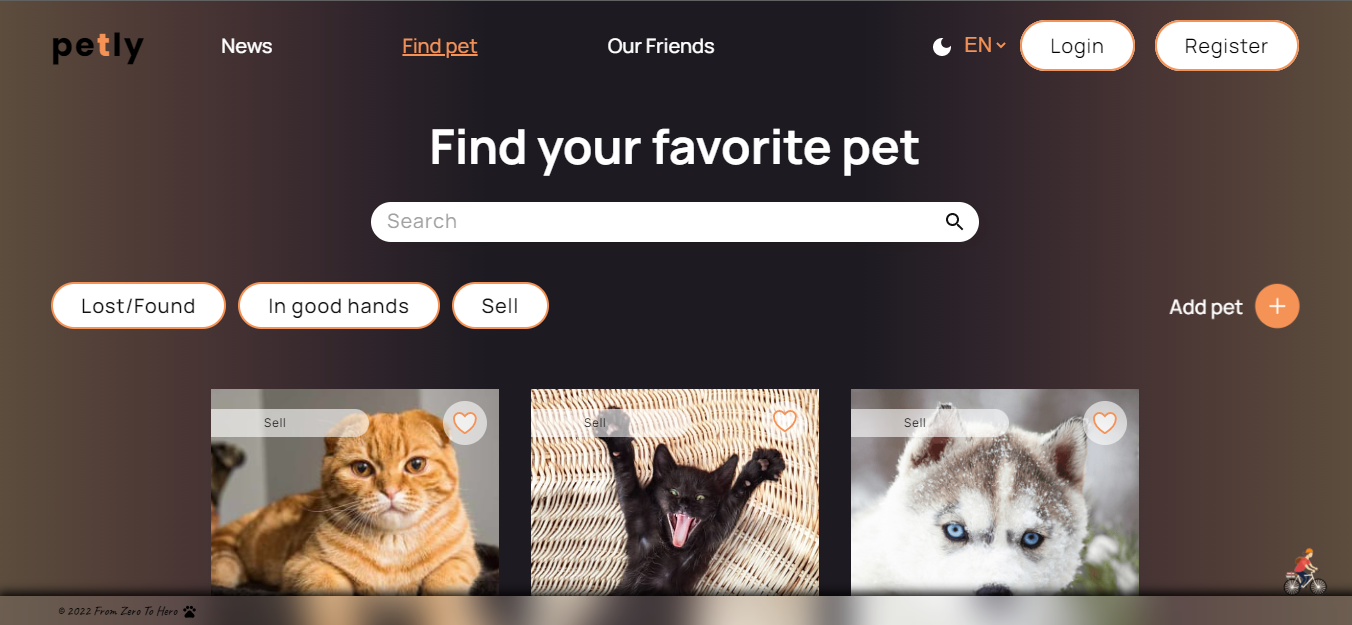 petly
News
Find pet
Our Friends
EN
Login
Register
Find your favorite pet
Search
Lost/Found
In good hands
Sell
Add pet
Sell
Sell
Sell
© 2022 From Zero To Hero